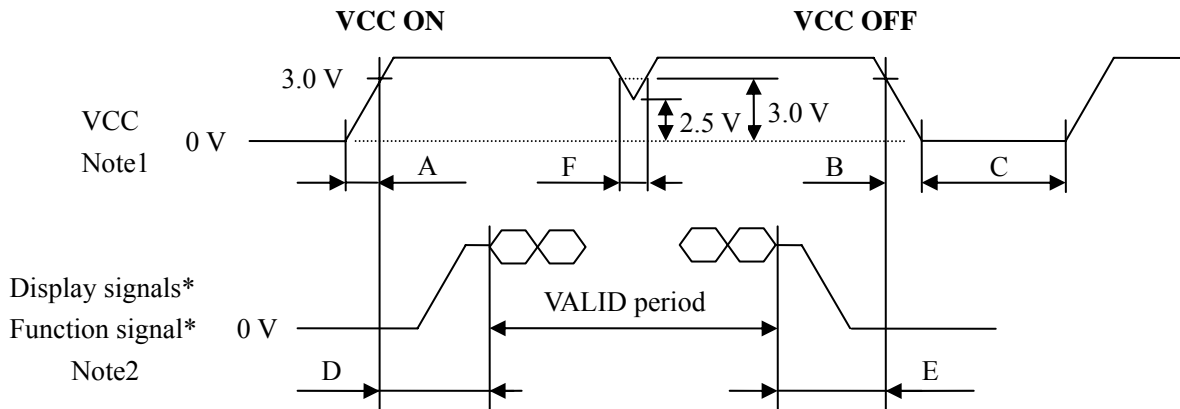 VCC ON
VCC OFF
3.0 V
VCC
0 V
2.5 V
3.0 V
Note1
A
F
B
C
Display signals*
VALID period
Function signal*
0 V
Note2
D
E